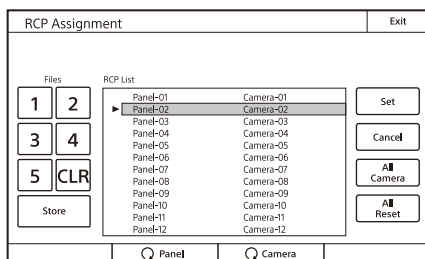 RCP Assignment
Exit
Files
RCP List
1 2
3 4
5 CLR
Store
Panel-01 Camera-01
Panel-02 Camera-02
Panel-03 Camera-03
Panel-04 Camera-04
Panel-05 Camera-05
Panel-06 Camera-06
Panel-07 Camera-07
Panel-08 Camera-08
Panel-09 Camera-09
Panel-10 Camera-10
Panel-11 Camera-11
Panel-12 Camera-12
Set
Cancel
All
Camera
All
Reset
Panel
Camera